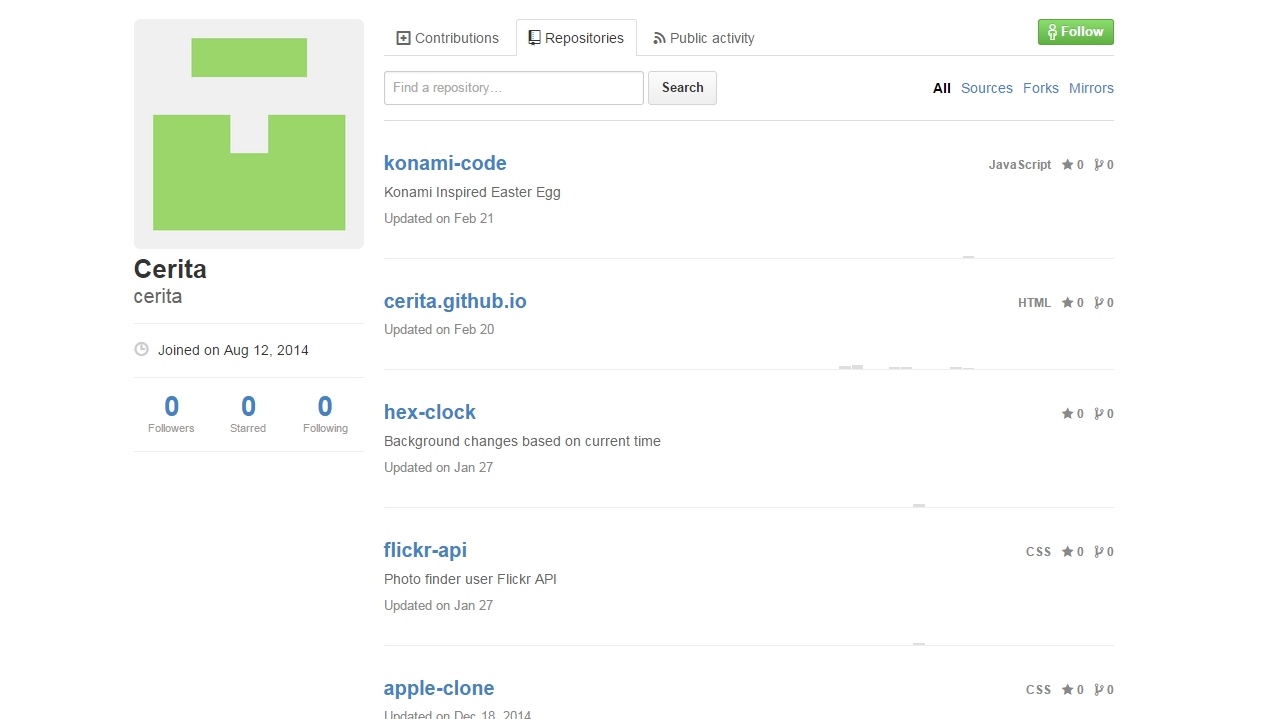 Contributions Repositories Public activity Follow
Find a repository... Search All Sources Forks Mirrors
Cerita
cerita
Joined on Aug 12, 2014
0 0 0
Followers Starred Following
konami-code JavaScript 0 0
Konami Inspired Easter Egg
Updated on Feb 21
cerita.github.io HTML 0 0
Updated on Feb 20
hex-clock 0 0
Background changes based on current time
Updated on Jan 27
flickr-api CSS 0 0
Photo finder user Flickr API
Updated on Jan 27
apple-clone CSS 0 0
Updated on Dec 18, 2014